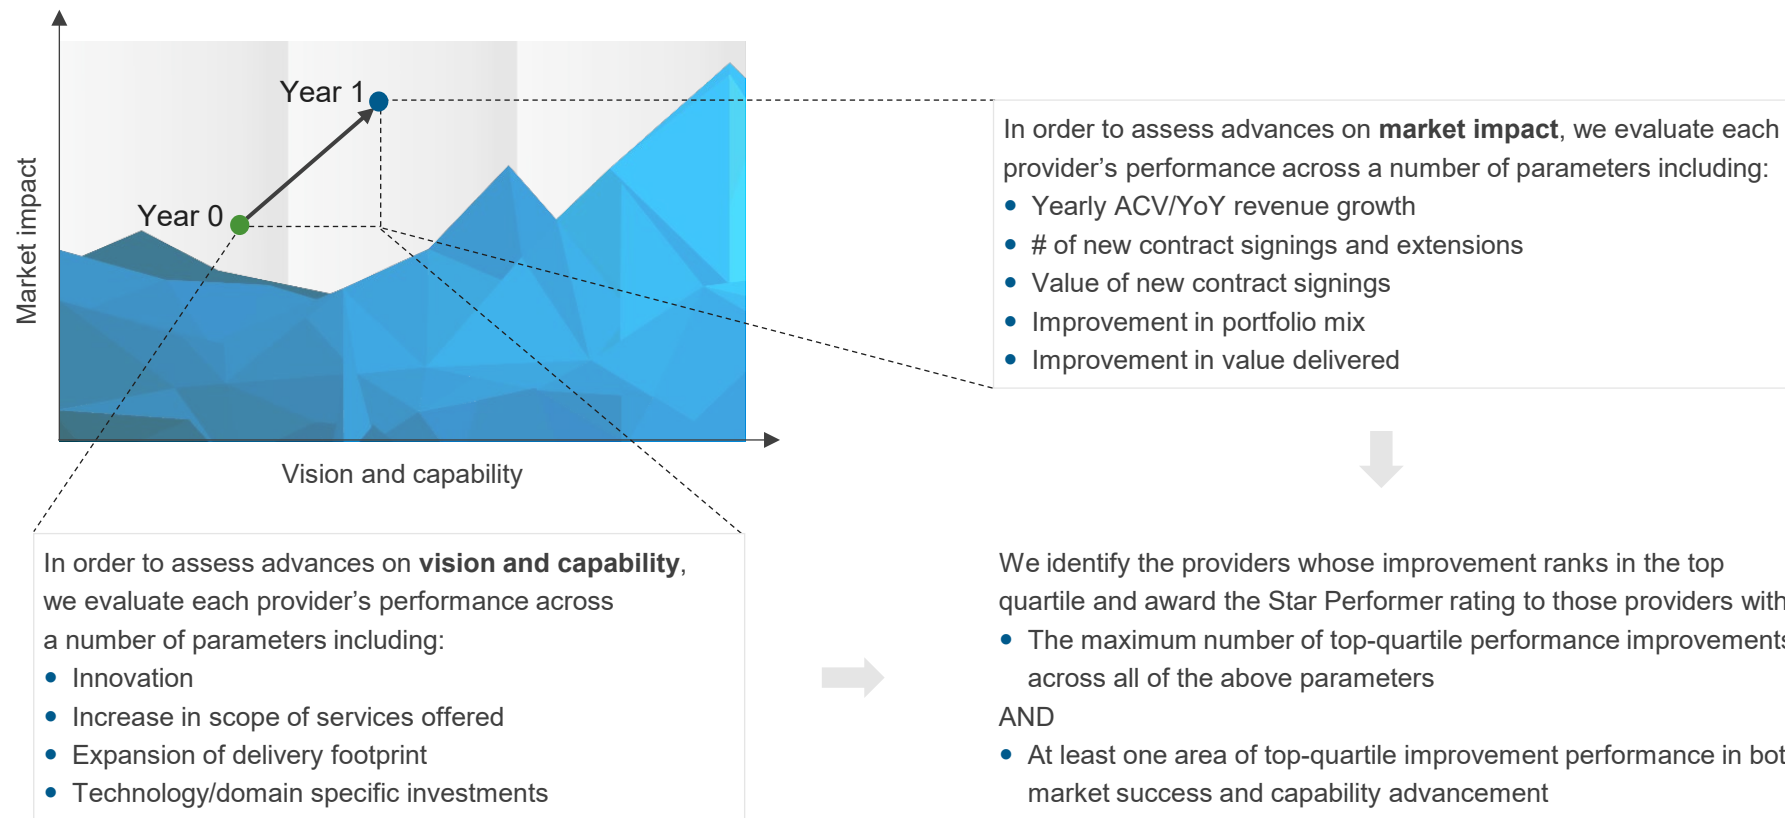 Year 1
Year 0
Market impact
Vision and capability
In order to assess advances on market impact, we evaluate each
provider’s performance across a number of parameters including:
• Yearly ACV/YoY revenue growth
• # of new contract signings and extensions
• Value of new contract signings
• Improvement in portfolio mix
• Improvement in value delivered
In order to assess advances on vision and capability,
we evaluate each provider’s performance across
a number of parameters including:
• Innovation
• Increase in scope of services offered
• Expansion of delivery footprint
• Technology/domain specific investments
We identify the providers whose improvement ranks in the top
quartile and award the Star Performer rating to those providers with
• The maximum number of top-quartile performance improvements
across all of the above parameters
AND
• At least one area of top-quartile improvement performance in bot
market success and capability advancement